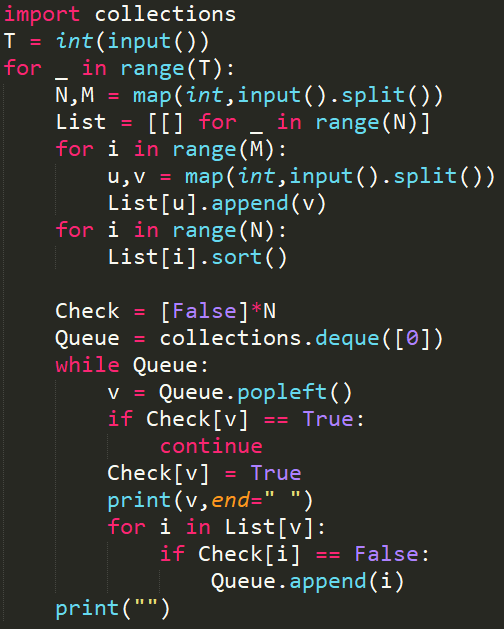 import collections
T = int(input())
for _ in range(T):
    N,M = map(int,input().split())
    List = [[] for _ in range(N)]
    for i in range(M):
        u,v = map(int,input().split())
        List[u].append(v)
    for i in range(N):
        List[i].sort()

    Check = [False]*N
    Queue = collections.deque([0])
    while Queue:
        v = Queue.popleft()
        if Check[v] == True:
            continue
        Check[v] = True
        print(v,end=" ")
        for i in List[v]:
            if Check[i] == False:
                Queue.append(i)
    print("")